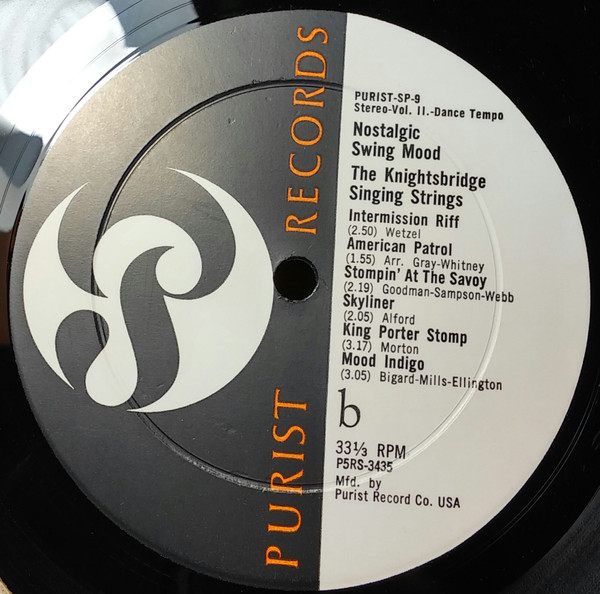 PURIST RECORDS
PURIST-SP-9
Stereo-Vol. II.-Dance Tempo
Nostalgic
Swing Mood
The Knightsbridge
Singing Strings
Intermission Riff
(2.50) Wetzel
American Patrol
(1.55) Arr. Gray-Whitney
Stompin' At The Savoy
(2.19) Goodman-Sampson-Webb
Skyliner
(2.05) Alford
King Porter Stomp
(3.17) Morton
Mood Indigo
(3.05) Bigard-Mills-Ellington
b
33⅓ RPM
P5RS-3435
Mfd. by
Purist Record Co. USA